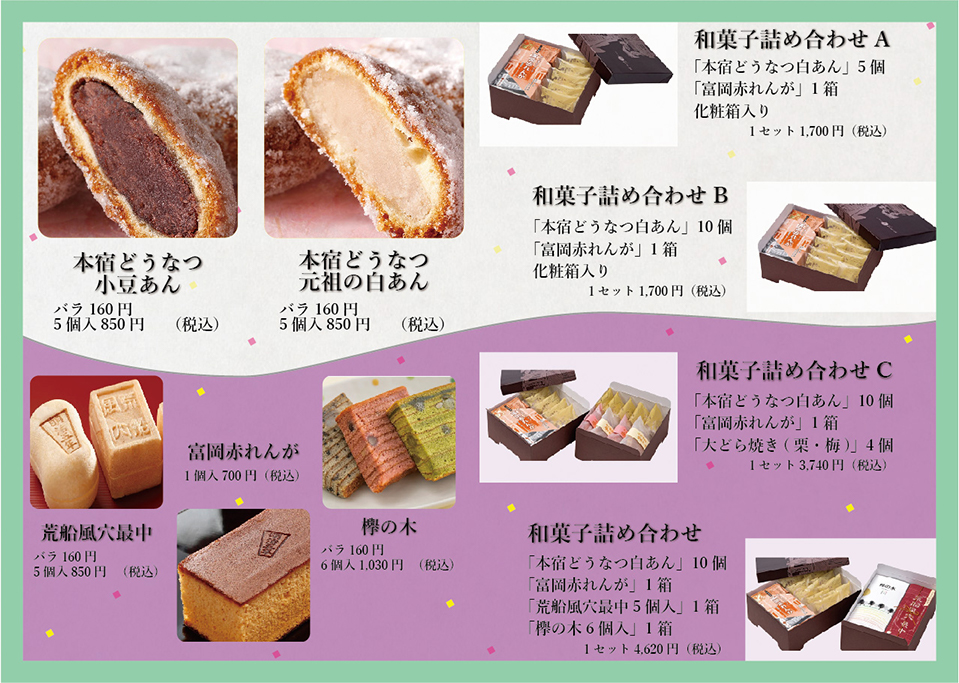 本宿どうなつ
小豆あん
バラ 160 円
5 個入 850 円 （税込）
本宿どうなつ
元祖の白あん
バラ 160 円
5 個入 850 円 （税込）
和菓子詰め合わせ A
「本宿どうなつ白あん」5 個
「富岡赤れんが」1 箱
化粧箱入り
1 セット 1,700 円（税込）
和菓子詰め合わせ B
「本宿どうなつ白あん」10 個
「富岡赤れんが」1 箱
化粧箱入り
1 セット 1,700 円（税込）
荒船風穴最中
バラ 160 円
5 個入 850 円 （税込）
富岡赤れんが
1 個入 700 円（税込）
欅の木
バラ 160 円
6 個入 1,030 円 （税込）
和菓子詰め合わせ C
「本宿どうなつ白あん」10 個
「富岡赤れんが」1 箱
「大どら焼き ( 栗・梅 )」4 個
1 セット 3,740 円（税込）
和菓子詰め合わせ
「本宿どうなつ白あん」10 個
「富岡赤れんが」1 箱
「荒船風穴最中 5 個入」1 箱
「欅の木 6 個入」1 箱
1 セット 4,620 円（税込）
欅の木
荒船風穴最中